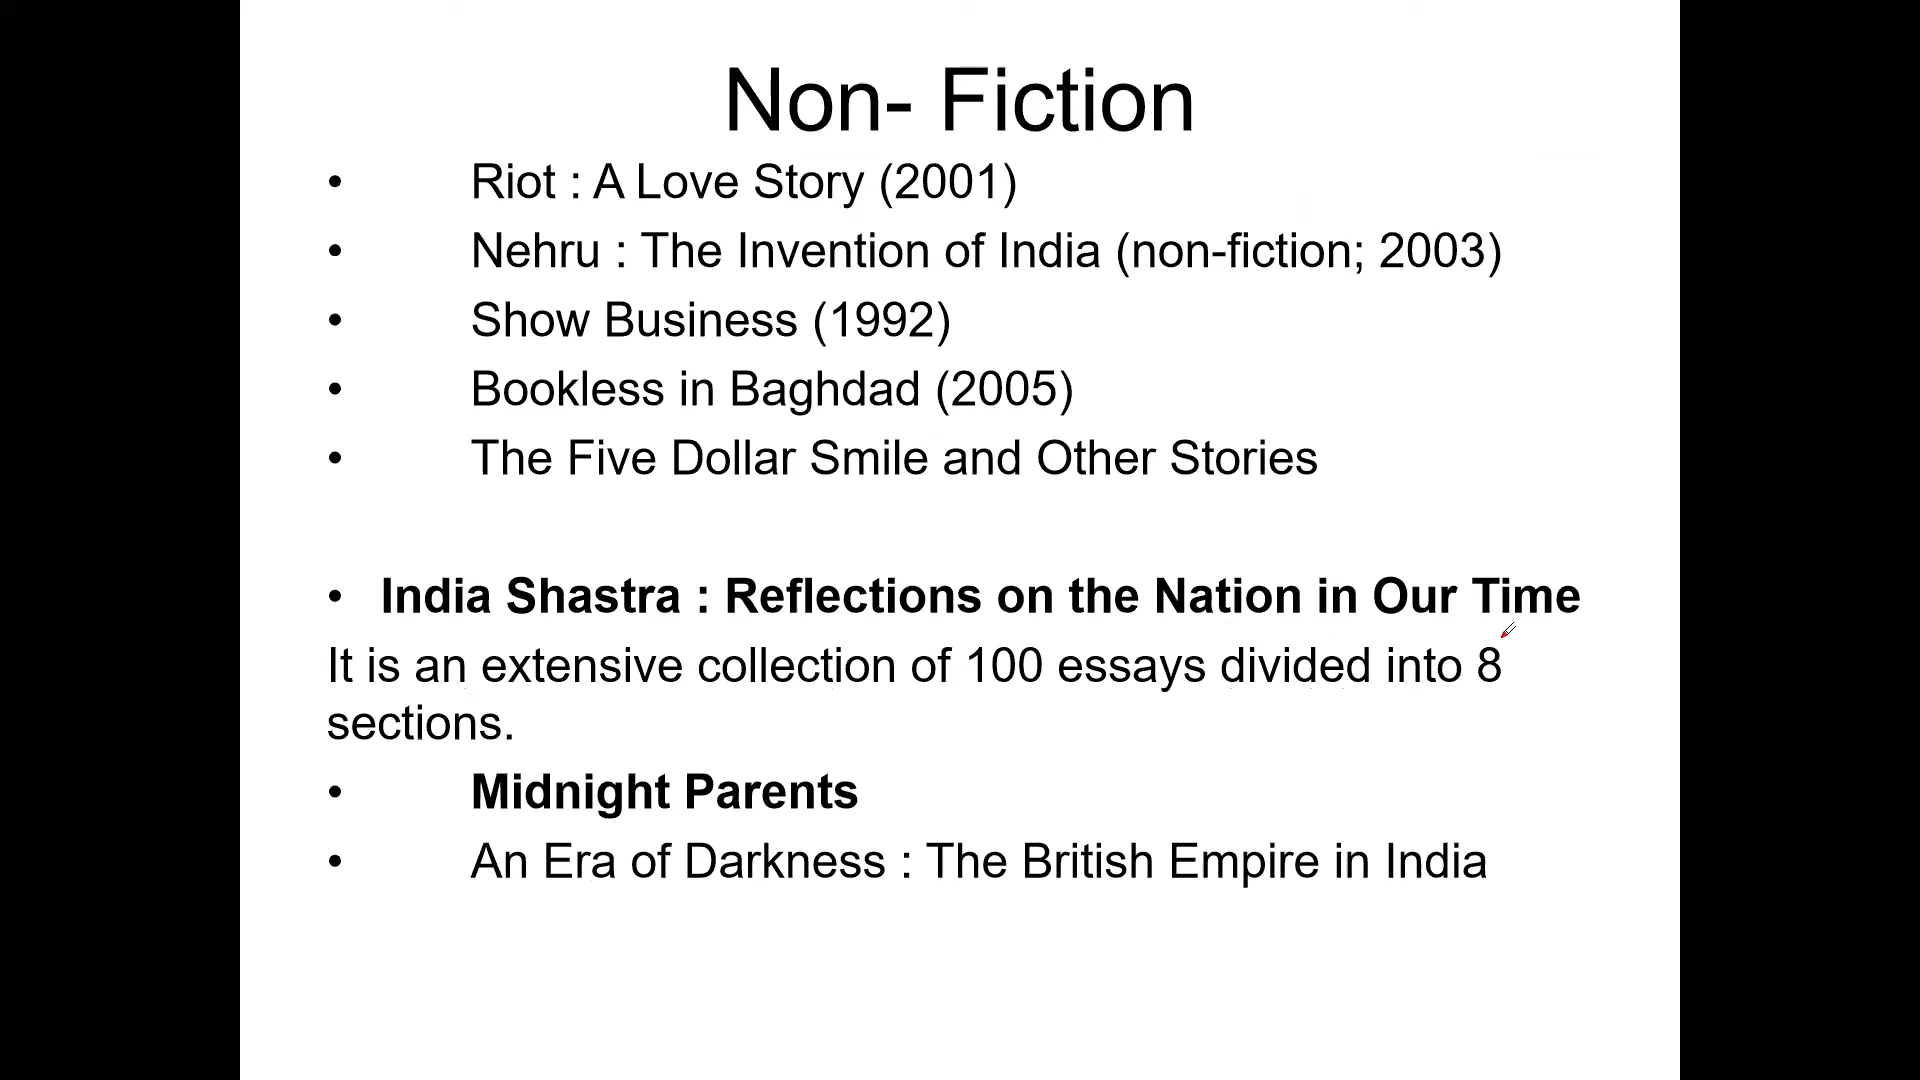 Non- Fiction
• Riot : A Love Story (2001)
• Nehru : The Invention of India (non-fiction; 2003)
• Show Business (1992)
• Bookless in Baghdad (2005)
• The Five Dollar Smile and Other Stories
• India Shastra : Reflections on the Nation in Our Time
It is an extensive collection of 100 essays divided into 8
sections.
• Midnight Parents
• An Era of Darkness : The British Empire in India